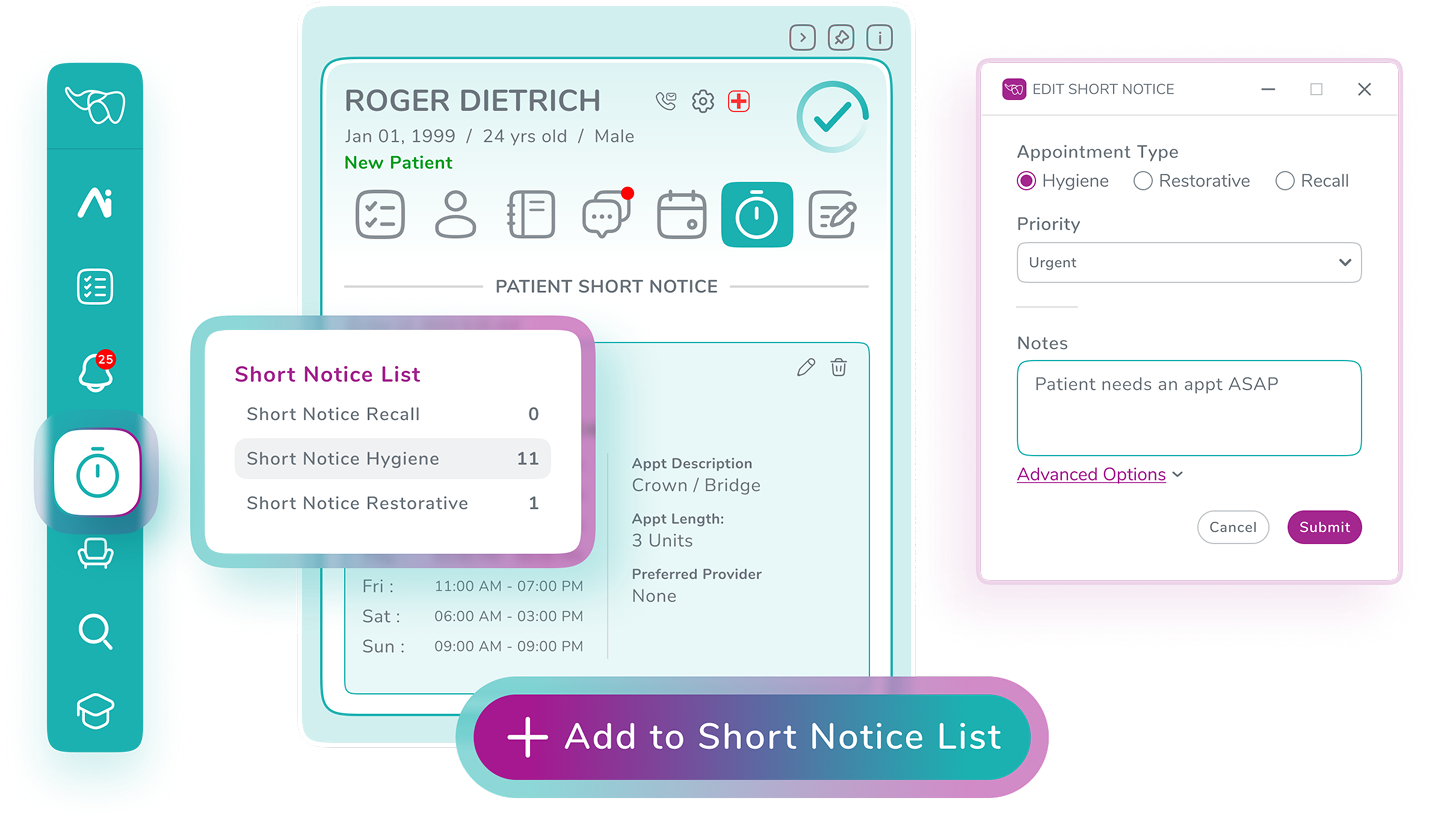 Ai
25
ROGER DIETRICH
Jan 01, 1999 / 24 yrs old / Male
New Patient
PATIENT SHORT NOTICE
Short Notice List
Short Notice Recall 0
Short Notice Hygiene 11
Short Notice Restorative 1
Appt Description
Crown / Bridge
Appt Length:
3 Units
Preferred Provider
None
Fri : 11:00 AM - 07:00 PM
Sat : 06:00 AM - 03:00 PM
Sun : 09:00 AM - 09:00 PM
+ Add to Short Notice List
EDIT SHORT NOTICE
Appointment Type
Hygiene Restorative Recall
Priority
Urgent
Notes
Patient needs an appt ASAP
Advanced Options
Cancel Submit